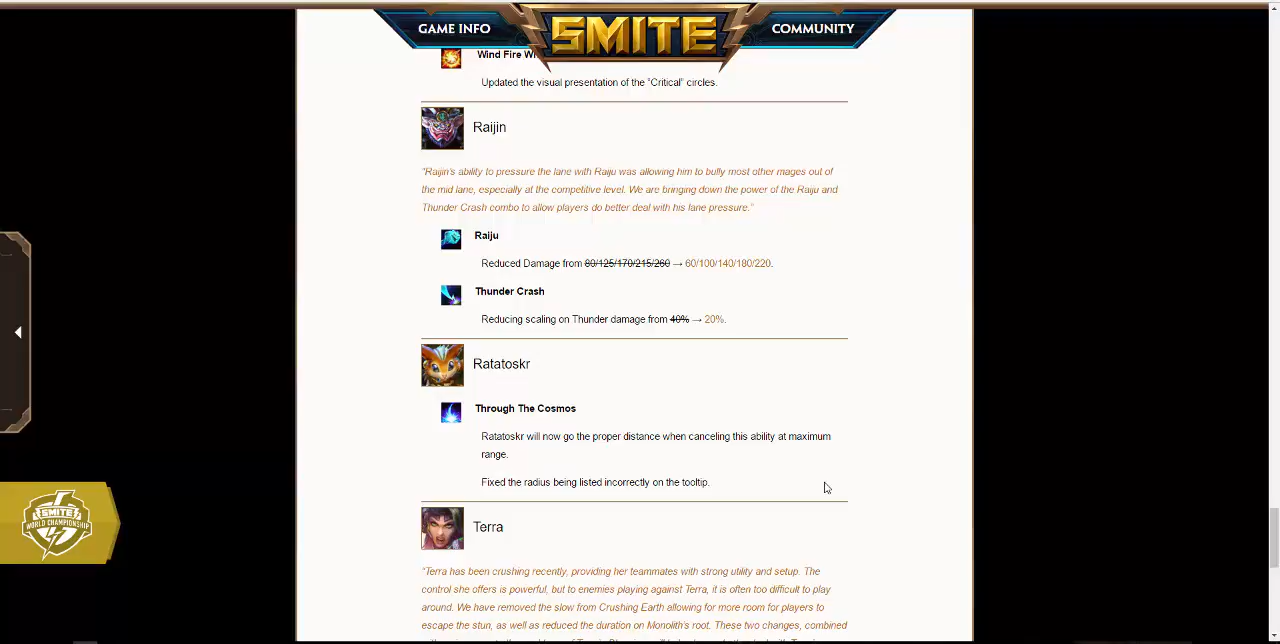 GAME INFO
SMITE
COMMUNITY
Wind Fire
Updated the visual presentation of the "Critical" circles.
Raijin
"Raijin's ability to pressure the lane with Raiju was allowing him to bully most other mages out of
the mid lane, especially at the competitive level. We are bringing down the power of the Raiju and
Thunder Crash combo to allow players do better deal with his lane pressure."
Raiju
Reduced Damage from 80/125/170/215/260 → 60/100/140/180/220.
Thunder Crash
Reducing scaling on Thunder damage from 40% → 20%.
Ratatoskr
Through The Cosmos
Ratatoskr will now go the proper distance when canceling this ability at maximum
range.
Fixed the radius being listed incorrectly on the tooltip.
SMITE
WORLD CHAMPIONSHIP
Terra
"Terra has been crushing recently, providing her teammates with strong utility and setup. The
control she offers is powerful, but to enemies playing against Terra, it is often too difficult to play
around. We have removed the slow from Crushing Earth allowing for more room for players to
escape the stun, as well as reduced the duration on Monolith's root. These two changes, combined